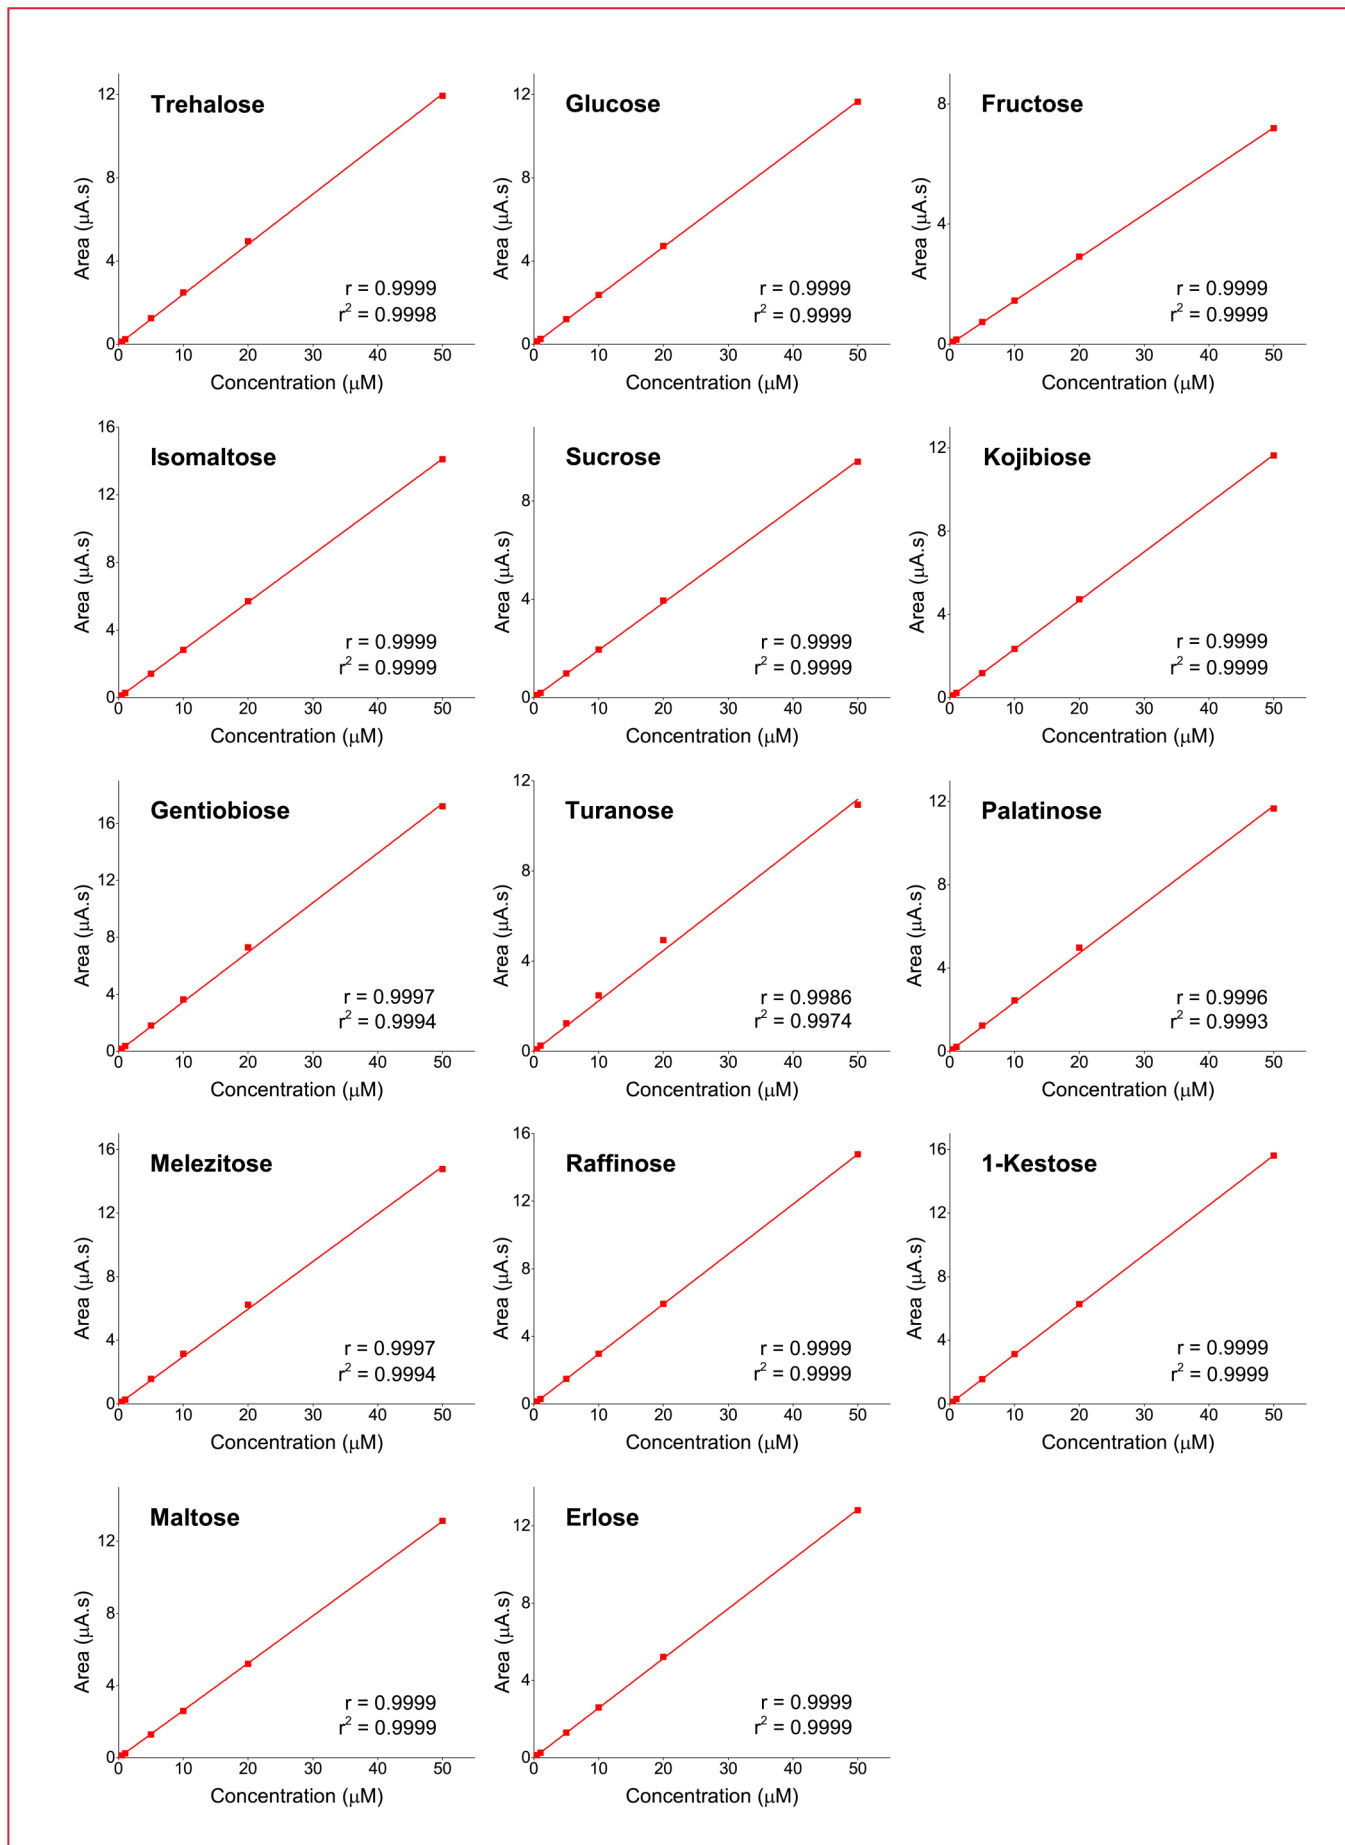 Trehalose
Area (μA.s)
12
8
4
0
r = 0.9999
r² = 0.9998
0 10 20 30 40 50
Concentration (μM)
Glucose
Area (μA.s)
12
8
4
0
r = 0.9999
r² = 0.9999
0 10 20 30 40 50
Concentration (μM)
Fructose
Area (μA.s)
8
4
0
r = 0.9999
r² = 0.9999
0 10 20 30 40 50
Concentration (μM)
Isomaltose
Area (μA.s)
16
12
8
4
0
r = 0.9999
r² = 0.9999
0 10 20 30 40 50
Concentration (μM)
Sucrose
Area (μA.s)
8
4
0
r = 0.9999
r² = 0.9999
0 10 20 30 40 50
Concentration (μM)
Kojibiose
Area (μA.s)
12
8
4
0
r = 0.9999
r² = 0.9999
0 10 20 30 40 50
Concentration (μM)
Gentiobiose
Area (μA.s)
16
12
8
4
0
r = 0.9997
r² = 0.9994
0 10 20 30 40 50
Concentration (μM)
Turanose
Area (μA.s)
12
8
4
0
r = 0.9986
r² = 0.9974
0 10 20 30 40 50
Concentration (μM)
Palatinose
Area (μA.s)
12
8
4
0
r = 0.9996
r² = 0.9993
0 10 20 30 40 50
Concentration (μM)
Melezitose
Area (μA.s)
16
12
8
4
0
r = 0.9997
r² = 0.9994
0 10 20 30 40 50
Concentration (μM)
Raffinose
Area (μA.s)
16
12
8
4
0
r = 0.9999
r² = 0.9999
0 10 20 30 40 50
Concentration (μM)
1-Kestose
Area (μA.s)
16
12
8
4
0
r = 0.9999
r² = 0.9999
0 10 20 30 40 50
Concentration (μM)
Maltose
Area (μA.s)
12
8
4
0
r = 0.9999
r² = 0.9999
0 10 20 30 40 50
Concentration (μM)
Erlose
Area (μA.s)
12
8
4
0
r = 0.9999
r² = 0.9999
0 10 20 30 40 50
Concentration (μM)